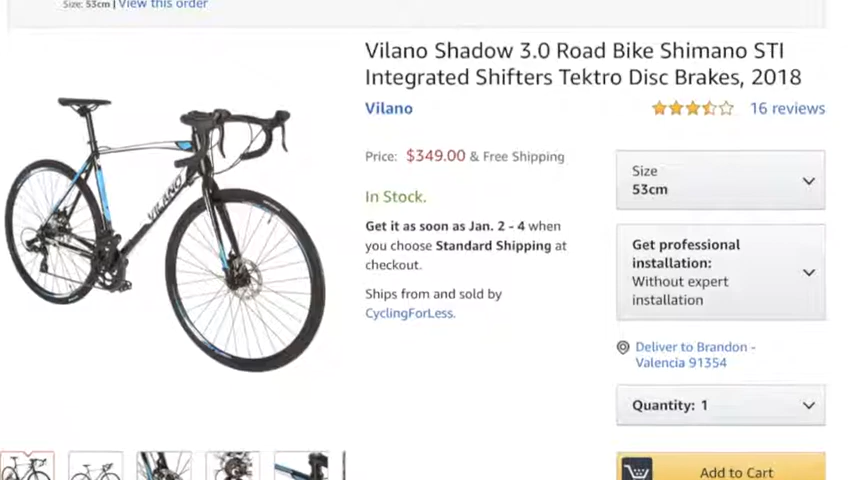 Size: 53cm | View this order
Vilano Shadow 3.0 Road Bike Shimano STI
Integrated Shifters Tektro Disc Brakes, 2018
Vilano
16 reviews
Price: $349.00 & Free Shipping
In Stock.
Get it as soon as Jan. 2 - 4 when
you choose Standard Shipping at
checkout.
Ships from and sold by
CyclingForLess.
Size
53cm
Get professional
installation:
Without expert
installation
Deliver to Brandon -
Valencia 91354
Quantity: 1
Add to Cart
VILANO